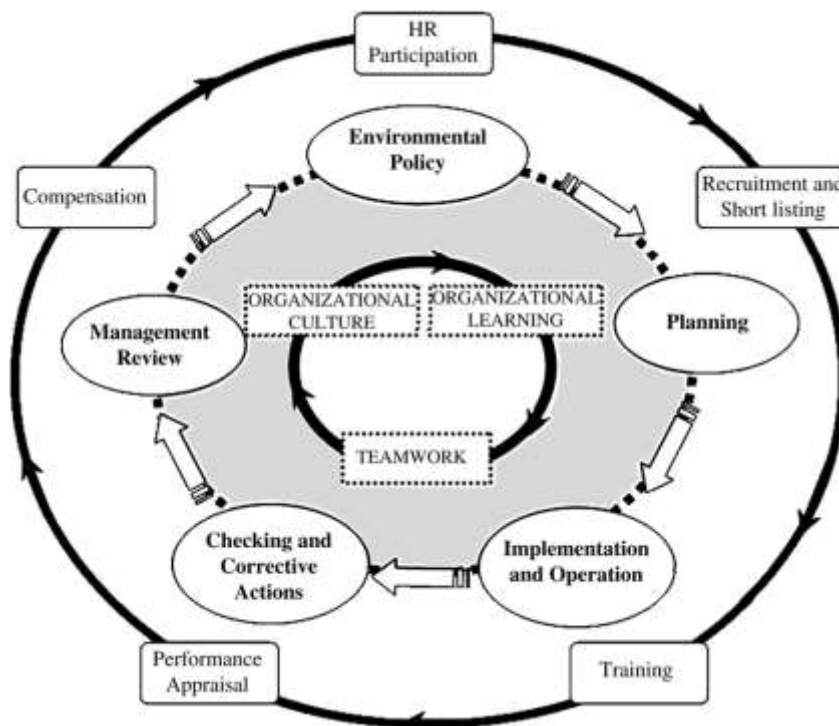 HR
Participation
Environmental
Policy
Compensation
Recruitment and
Short listing
ORGANIZATIONAL
CULTURE
ORGANIZATIONAL
LEARNING
Management
Review
Planning
TEAMWORK
Checking and
Corrective
Actions
Implementation
and Operation
Performance
Appraisal
Training